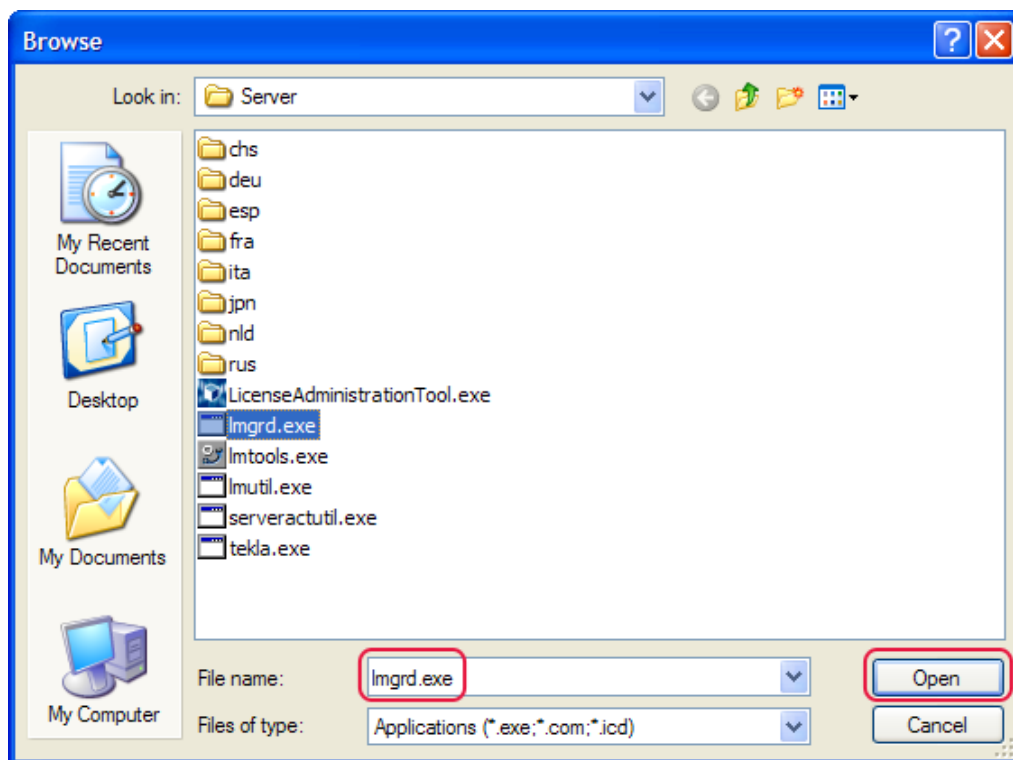 Browse
Look in:
Server
My Recent
Documents
Desktop
My Documents
My Computer
chs
deu
esp
fra
ita
jpn
nld
rus
LicenseAdministrationTool.exe
lmgrd.exe
lmtools.exe
lmutil.exe
serveractutil.exe
tekla.exe
File name:
lmgrd.exe
Open
Files of type:
Applications (*.exe;*.com;*.icd)
Cancel